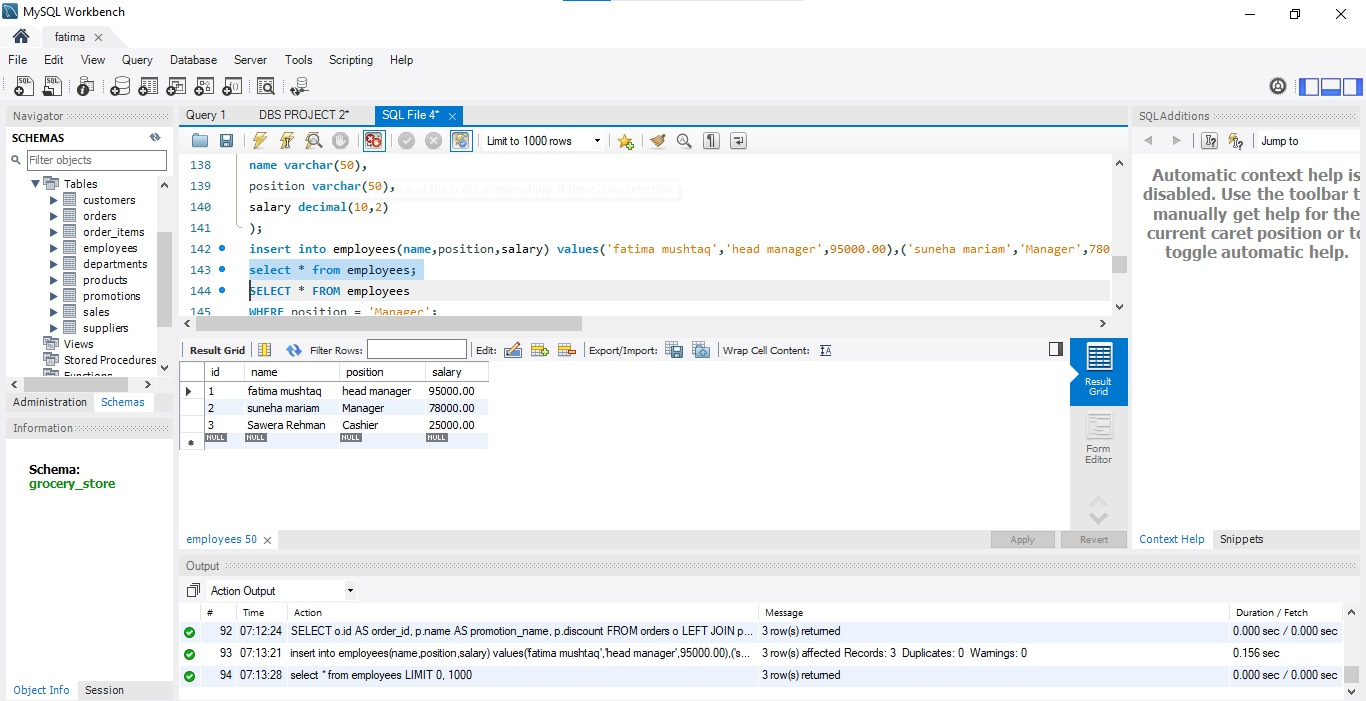 MySQL Workbench
fatima
File Edit View Query Database Server Tools Scripting Help
Navigator
SCHEMAS
Filter objects
Tables
customers
orders
order_items
employees
departments
products
promotions
sales
suppliers
Views
Stored Procedures
Functions
Administration Schemas
Information
Schema:
grocery_store
Object Info Session
Query 1 DBS PROJECT 2* SQL File 4*
Limit to 1000 rows
138 name varchar(50),
139 position varchar(50),
of the script or everything, if there is no selection
140 salary decimal(10,2)
141 );
142 insert into employees(name,position,salary) values('fatima mushtaq','head manager',95000.00),('suneha mariam','Manager',780
143 select * from employees;
144 SELECT * FROM employees
145 WHERE position = 'Manager';
Result Grid Filter Rows: Edit: Export/Import: Wrap Cell Content: IA
id name position salary
1 fatima mushtaq head manager 95000.00
2 suneha mariam Manager 78000.00
3 Sawera Rehman Cashier 25000.00
NULL NULL NULL NULL
Result
Grid
Form
Editor
employees 50 Apply Revert
SQLAdditions
Jump to
Automatic context help is
disabled. Use the toolbar t
manually get help for the
current caret position or to
toggle automatic help.
Context Help Snippets
Output
Action Output
# Time Action Message Duration / Fetch
92 07:12:24 SELECT o.id AS order_id, p.name AS promotion_name, p.discount FROM orders o LEFT JOIN p... 3 row(s) returned 0.000 sec / 0.000 sec
93 07:13:21 insert into employees(name,position,salary) values('fatima mushtaq','head manager',95000.00),('s... 3 row(s) affected Records: 3 Duplicates: 0 Warnings: 0 0.156 sec
94 07:13:28 select * from employees LIMIT 0, 1000 3 row(s) returned 0.000 sec / 0.000 sec